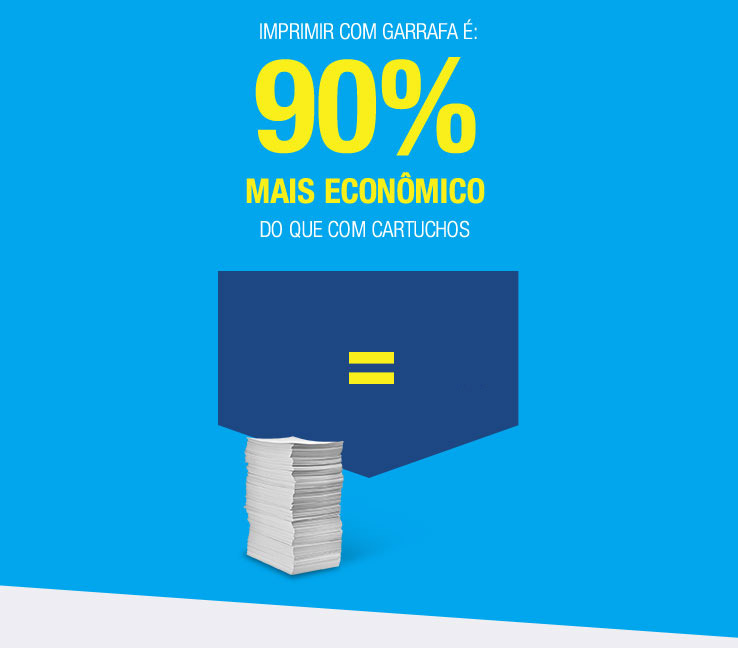 IMPRIMIR COM GARRAFA É:
90%
MAIS ECONÔMICO
DO QUE COM CARTUCHOS
=